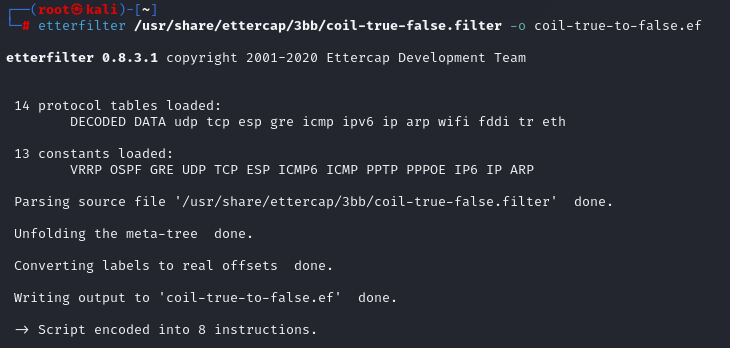 ┌──(root㉿kali)-[~]
└─# etterfilter /usr/share/ettercap/3bb/coil-true-false.filter -o coil-true-to-false.ef
etterfilter 0.8.3.1 copyright 2001-2020 Ettercap Development Team
14 protocol tables loaded:
DECODED DATA udp tcp esp gre icmp ipv6 ip arp wifi fddi tr eth
13 constants loaded:
VRRP OSPF GRE UDP TCP ESP ICMP6 ICMP PPTP PPPOE IP6 IP ARP
Parsing source file '/usr/share/ettercap/3bb/coil-true-false.filter'  done.
Unfolding the meta-tree  done.
Converting labels to real offsets  done.
Writing output to 'coil-true-to-false.ef'  done.
-> Script encoded into 8 instructions.